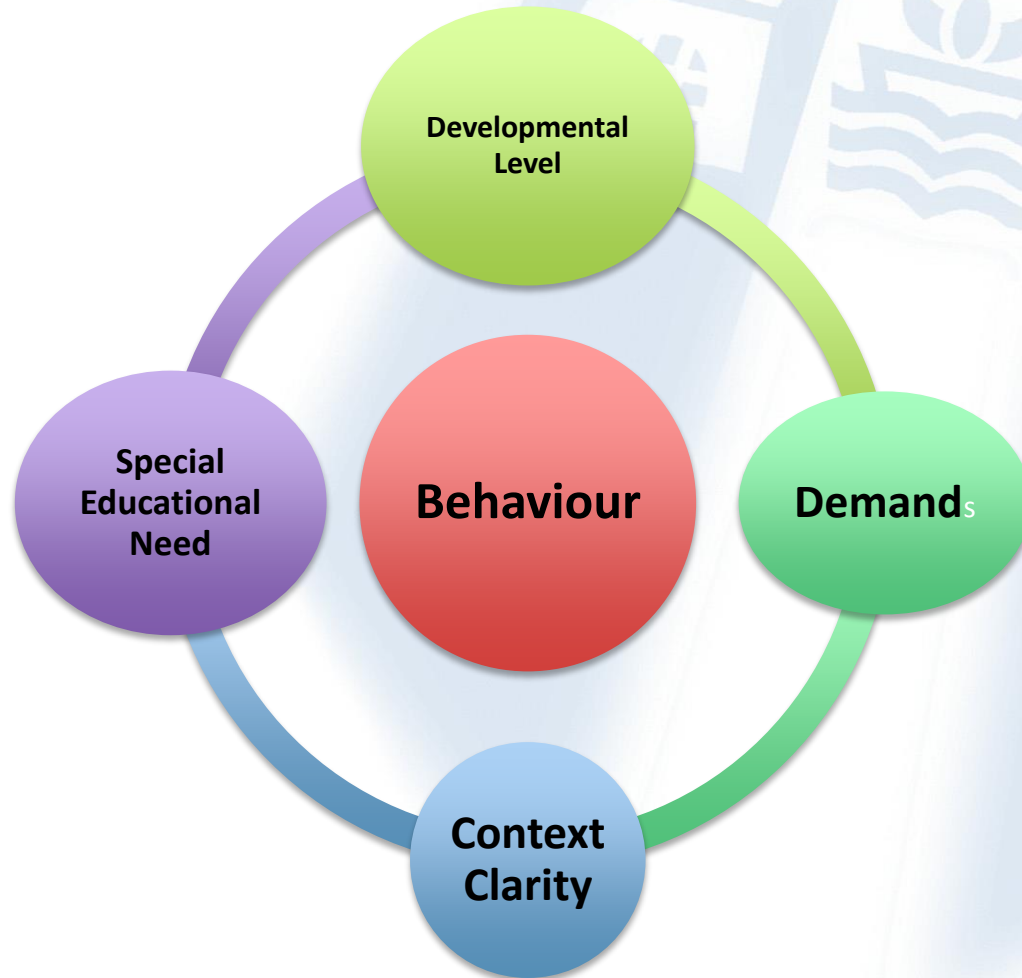 Developmental
Level
Special
Educational
Need
Behaviour
Demands
Context
Clarity